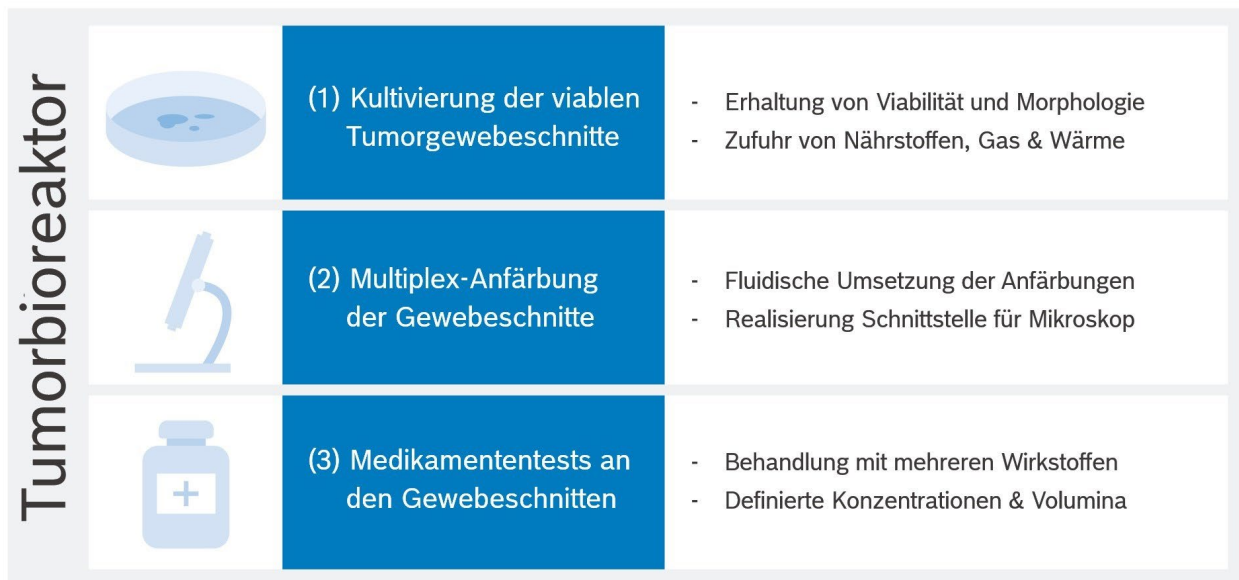 Tumorbioreaktor
(1) Kultivierung der viablen
Tumorgewebeschnitte
- Erhaltung von Viabilität und Morphologie
- Zufuhr von Nährstoffen, Gas & Wärme
(2) Multiplex-Anfärbung
der Gewebeschnitte
- Fluidische Umsetzung der Anfärbungen
- Realisierung Schnittstelle für Mikroskop
(3) Medikamententests an
den Gewebeschnitten
- Behandlung mit mehreren Wirkstoffen
- Definierte Konzentrationen & Volumina